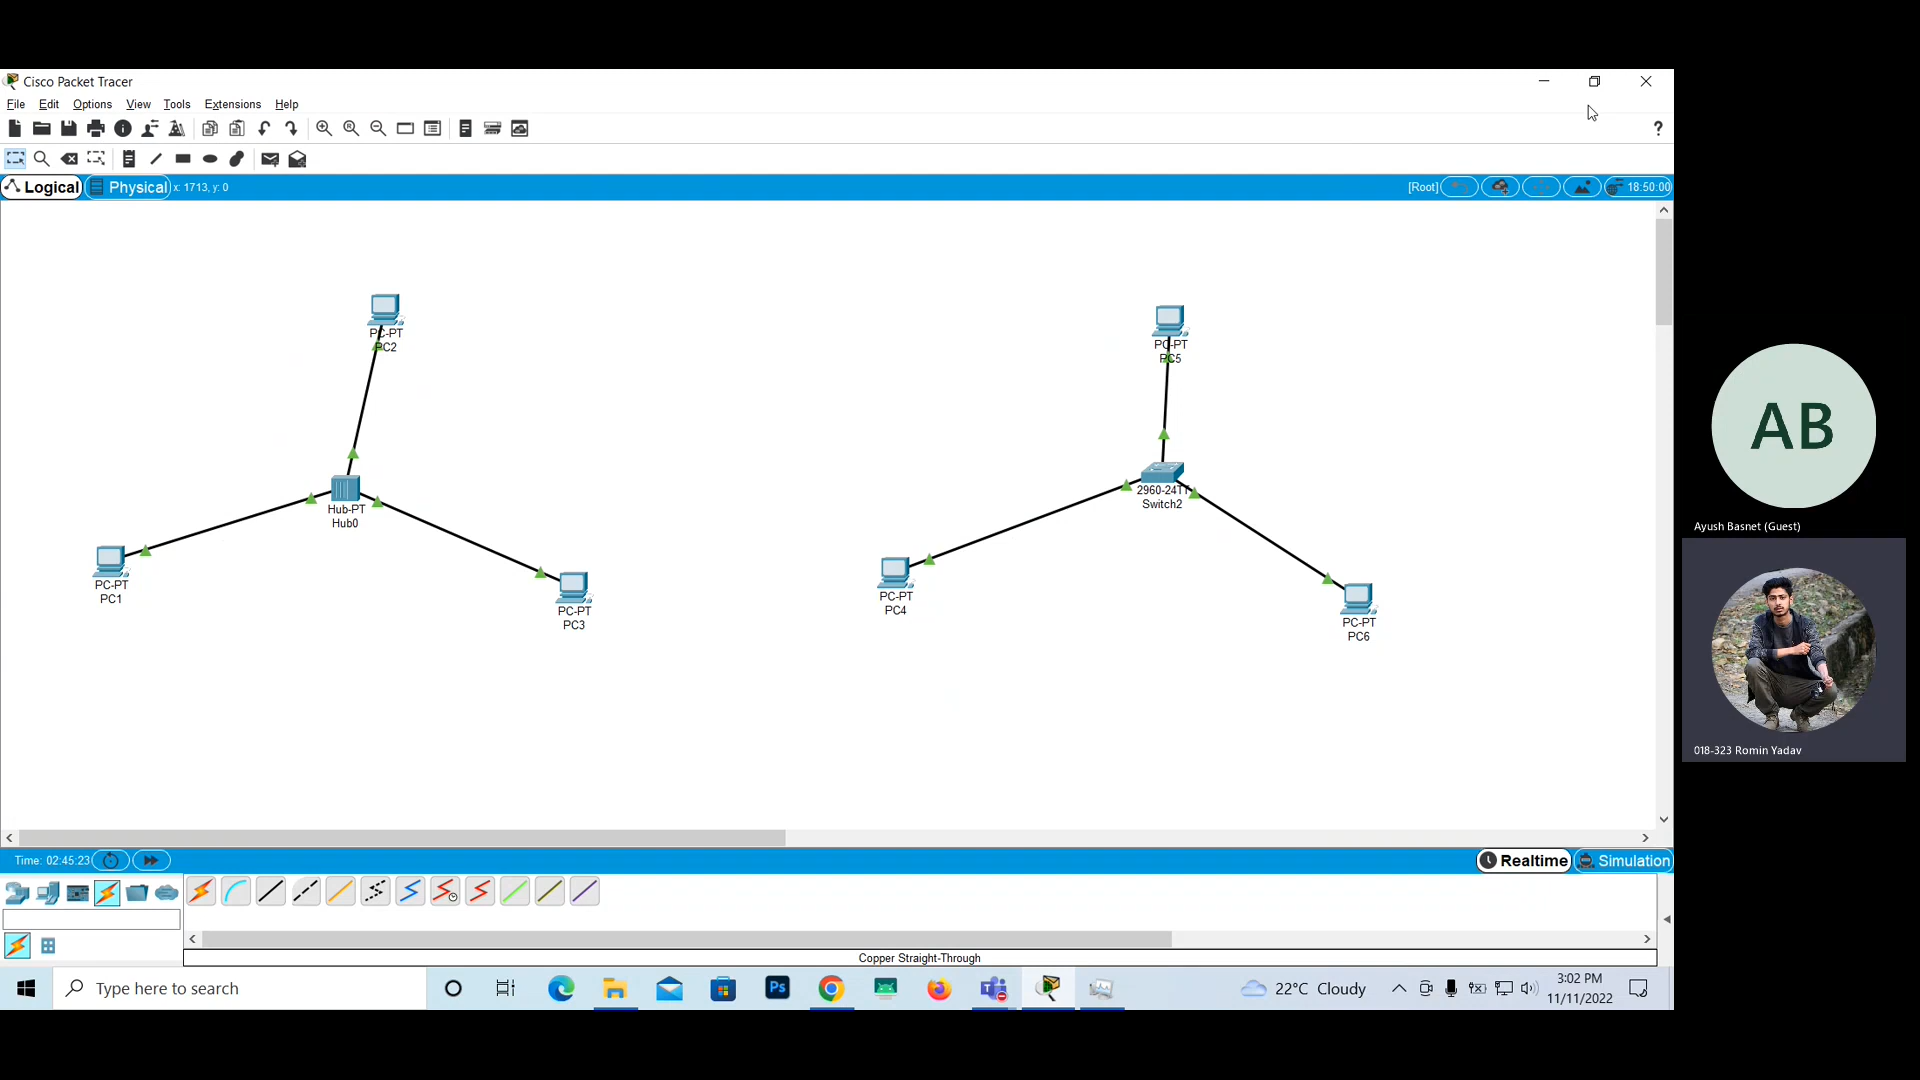 Cisco Packet Tracer
File Edit Options View Tools Extensions Help
?
Logical Physical x: 1713, y: 0 [Root] 18:50:00
PC-PT
PC2
PC-PT
PC5
Hub-PT
Hub0
2960-24TT
Switch2
PC-PT
PC1
PC-PT
PC3
PC-PT
PC4
PC-PT
PC6
AB
Ayush Basnet (Guest)
018-323 Romin Yadav
Time: 02:45:23 Realtime Simulation
Copper Straight-Through
Type here to search
Ps
22°C Cloudy
3:02 PM
11/11/2022